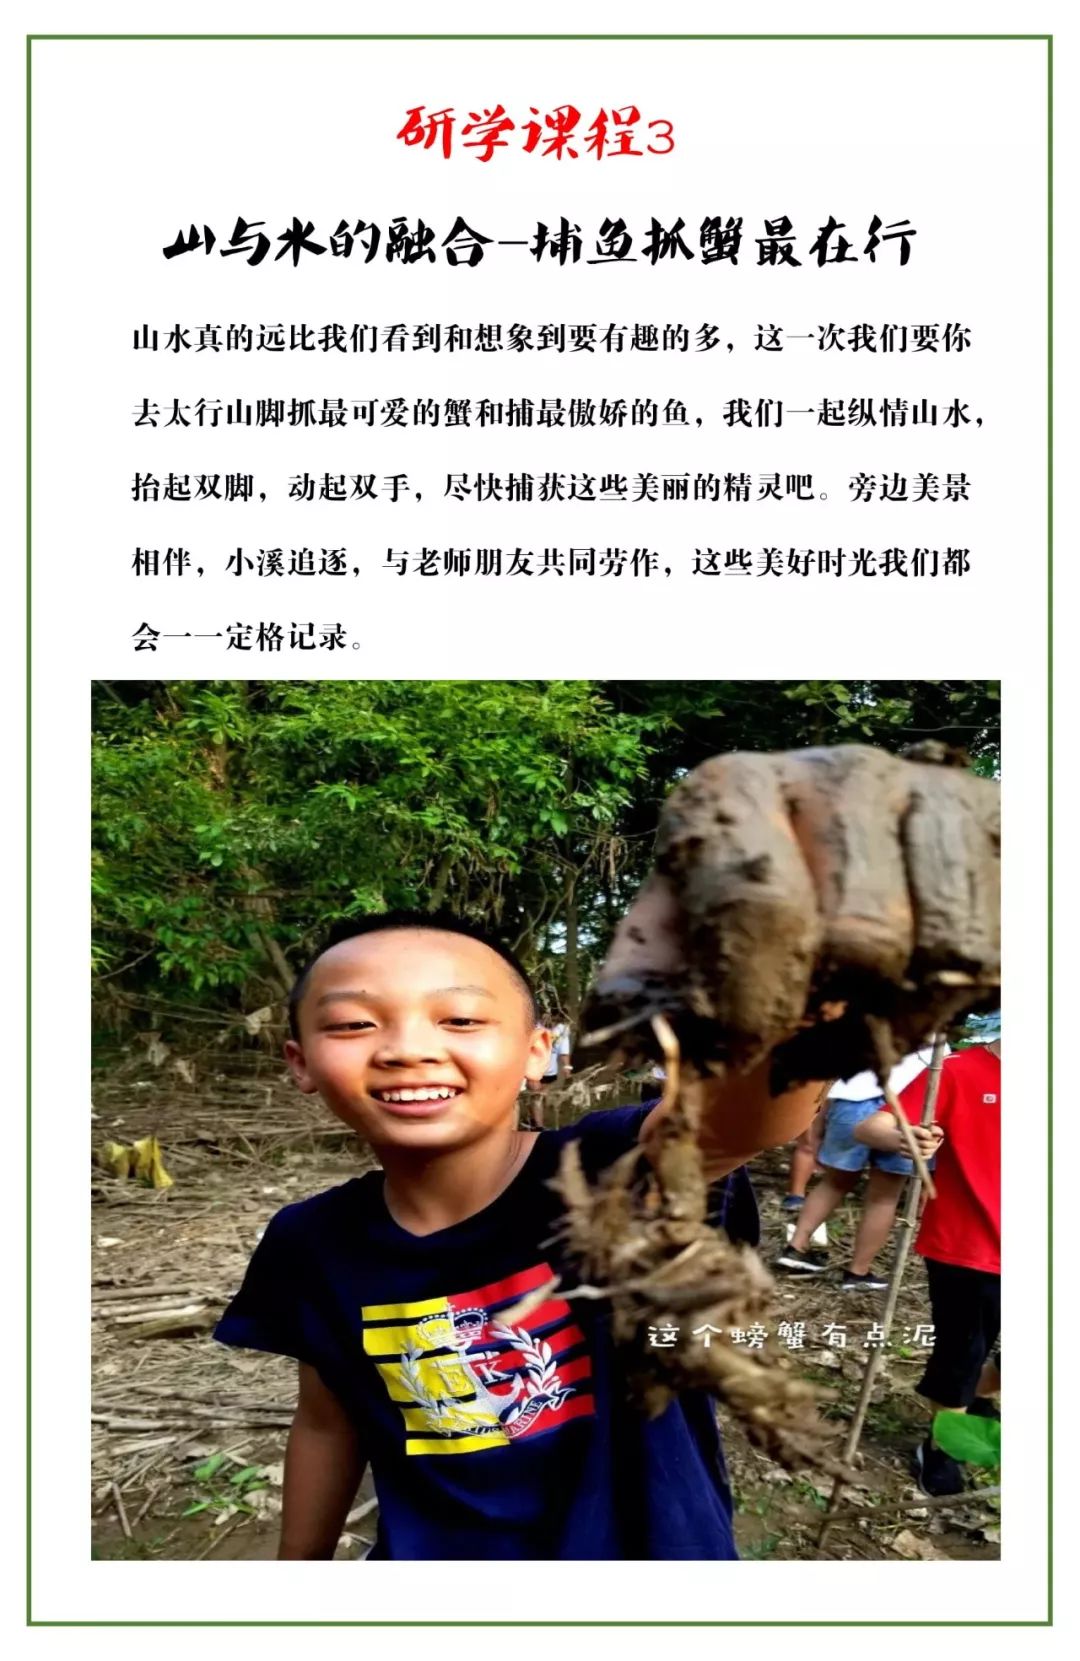 研学课程3
山与水的融合-捕鱼抓蟹最在行
山水真的远比我们看到和想象到要有趣的多，这一次我们要你
去太行山脚抓最可爱的蟹和捕最傲娇的鱼，我们一起纵情山水，
抬起双脚，动起双手，尽快捕获这些美丽的精灵吧。旁边美景
相伴，小溪追逐，与老师朋友共同劳作，这些美好时光我们都
会一一定格记录。
这个螃蟹有点泥
E K